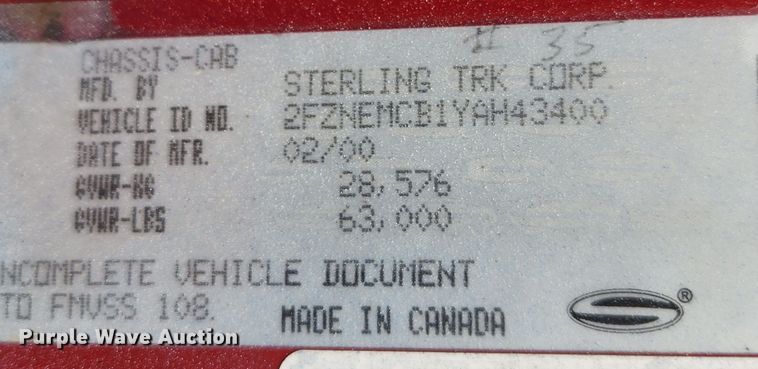 # 35
CHASSIS-CAB
MFD. BY STERLING TRK CORP.
VEHICLE ID NO. 2FZNEMCB1YAH43400
DATE OF MFR. 02/00
GVWR-KG 28,576
GVWR-LBS 63,000
NCOMPLETE VEHICLE DOCUMENT
TO FMVSS 108.
MADE IN CANADA
®
Purple Wave Auction